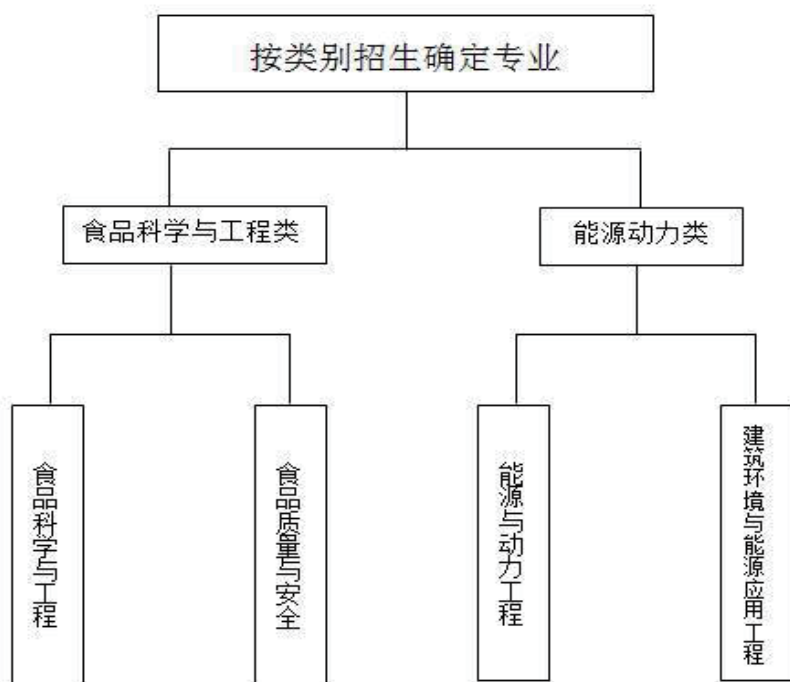 按类别招生确定专业
食品科学与工程类
能源动力类
食品科学与工程
食品质量与安全
能源与动力工程
建筑环境与能源应用工程